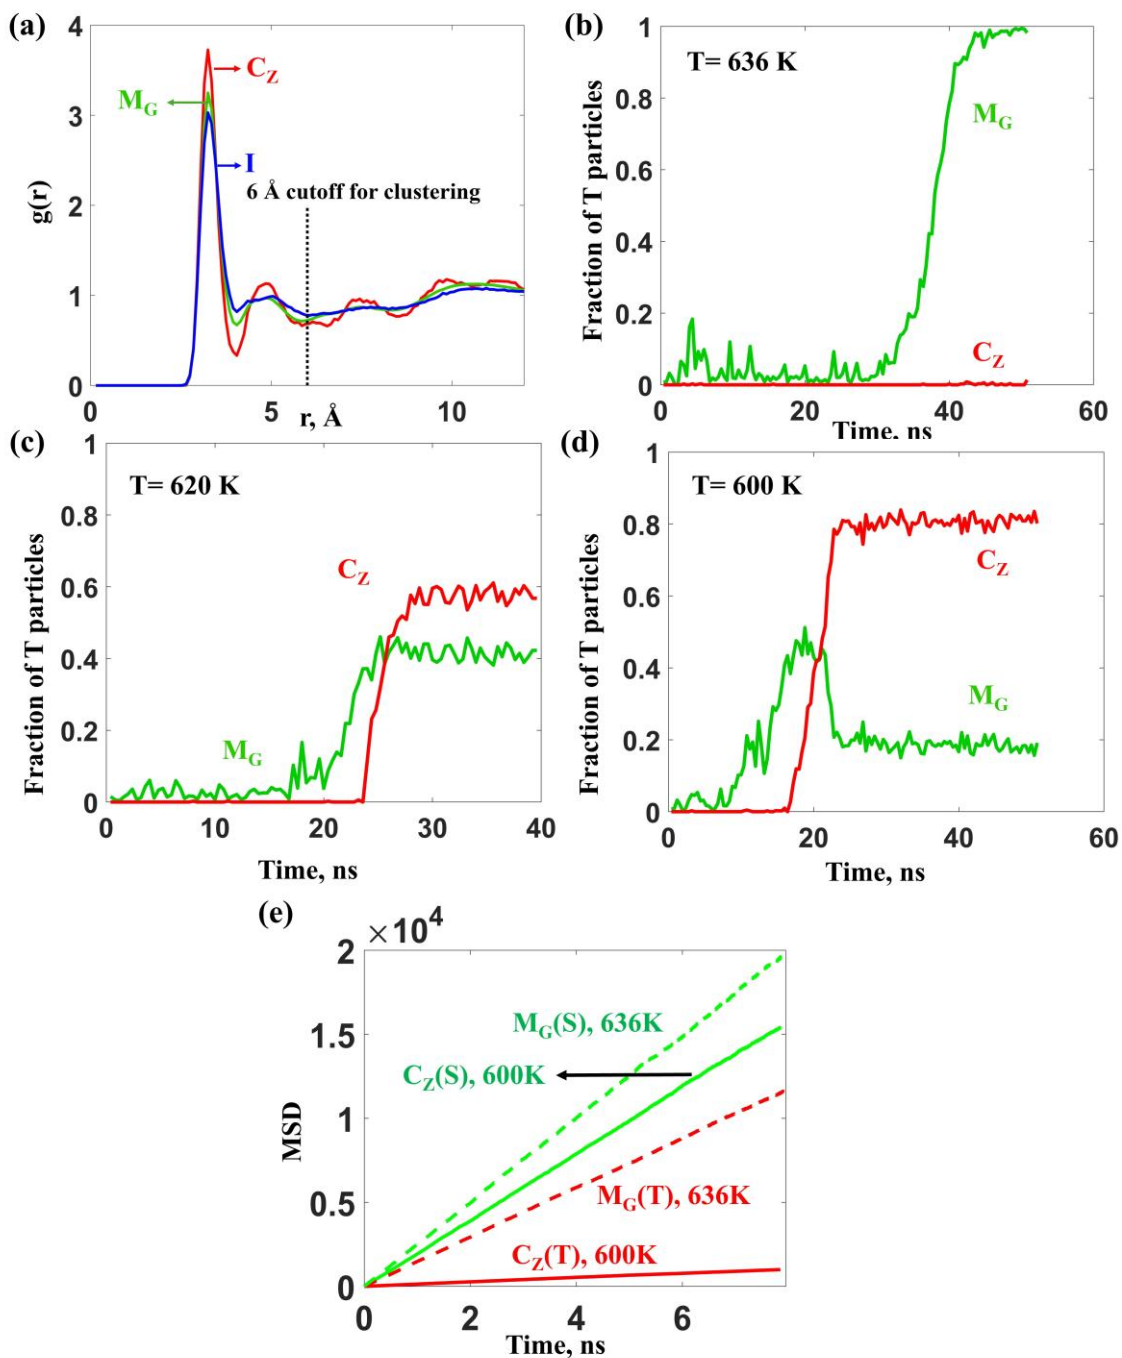 (a)
4
3
2
1
0
g(r)
C_Z
M_G
I
6 Å cutoff for clustering
0
5
10
r, Å
(b)
1
0.8
0.6
0.4
0.2
0
Fraction of T particles
T= 636 K
M_G
C_Z
0
20
40
60
Time, ns
(c)
1
0.8
0.6
0.4
0.2
0
Fraction of T particles
T= 620 K
C_Z
M_G
0
10
20
30
40
Time, ns
(d)
1
0.8
0.6
0.4
0.2
0
Fraction of T particles
T= 600 K
C_Z
M_G
0
20
40
60
Time, ns
(e)
×10⁴
2
1.5
1
0.5
0
MSD
M_G(S), 636K
C_Z(S), 600K
M_G(T), 636K
C_Z(T), 600K
0
2
4
6
Time, ns